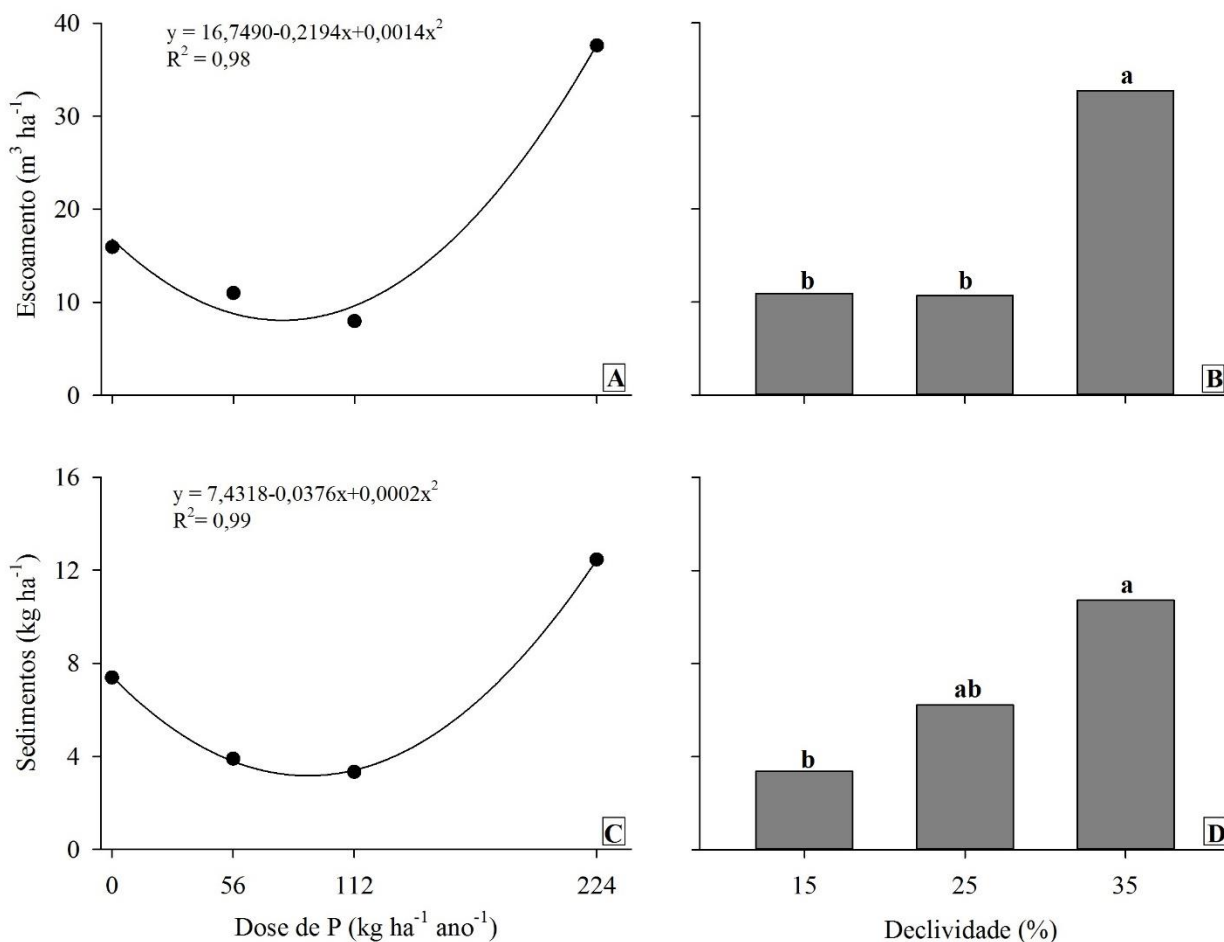 y = 16,7490-0,2194x+0,0014x²
R² = 0,98
Escoamento (m³ ha⁻¹)
40
30
20
10
0
A
a
b
b
B
y = 7,4318-0,0376x+0,0002x²
R²= 0,99
Sedimentos (kg ha⁻¹)
16
12
8
4
0
C
a
ab
b
D
0 56 112 224
15 25 35
Dose de P (kg ha⁻¹ ano⁻¹)
Declividade (%)